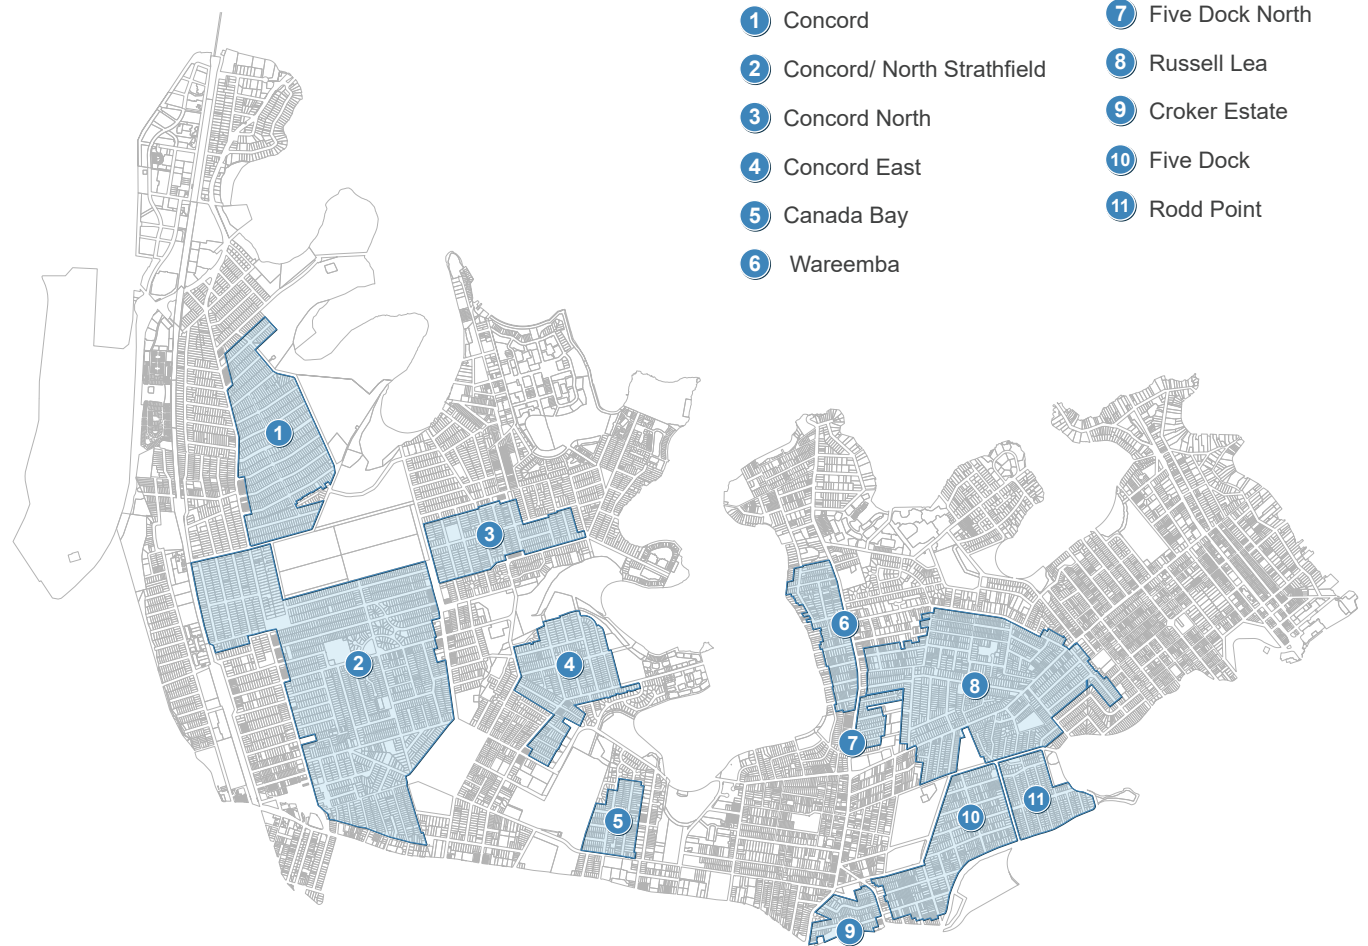 1 Concord
2 Concord/ North Strathfield
3 Concord North
4 Concord East
5 Canada Bay
6 Wareemba
7 Five Dock North
8 Russell Lea
9 Croker Estate
10 Five Dock
11 Rodd Point
1
3
2
4
5
6
8
7
11
10
9